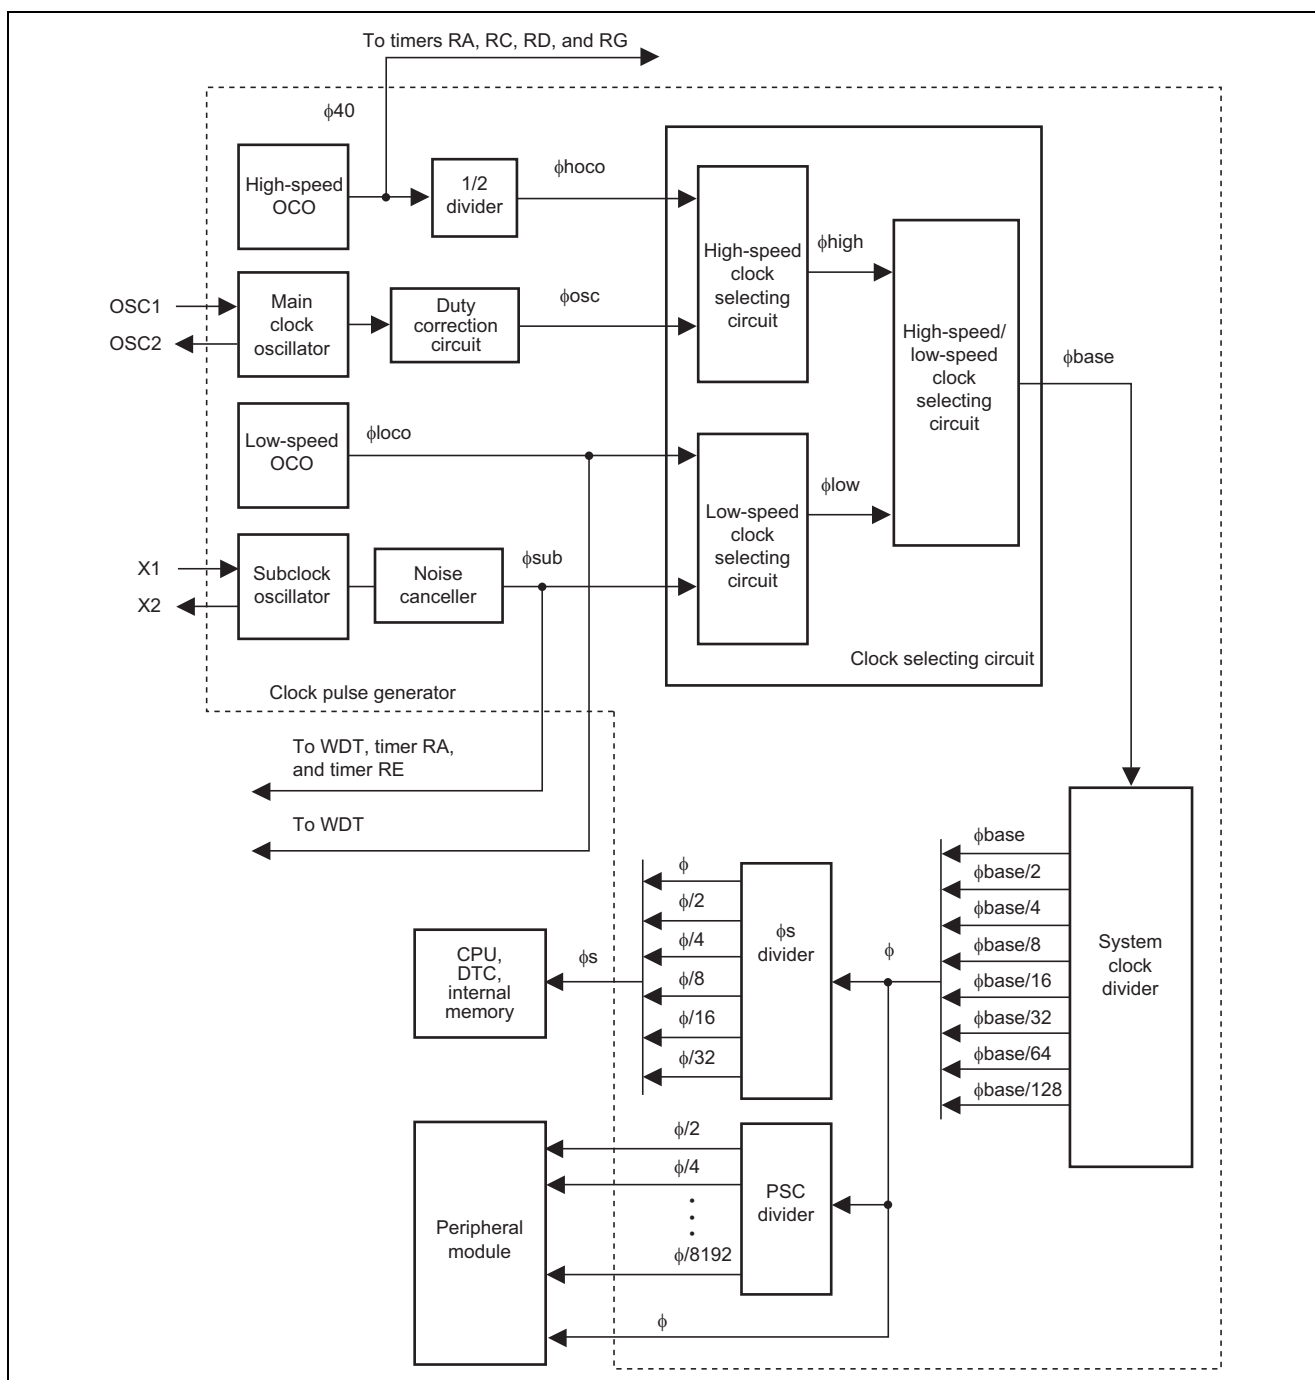 To timers RA, RC, RD, and RG
ϕ40
High-speed
OCO
1/2
divider
ϕhoco
OSC1
OSC2
Main
clock
oscillator
Duty
correction
circuit
ϕosc
High-speed
clock
selecting
circuit
ϕhigh
High-speed/
low-speed
clock
selecting
circuit
ϕbase
Low-speed
OCO
ϕloco
Low-speed
clock
selecting
circuit
ϕlow
X1
X2
Subclock
oscillator
Noise
canceller
ϕsub
Clock selecting circuit
Clock pulse generator
To WDT, timer RA,
and timer RE
To WDT
System
clock
divider
ϕbase
ϕbase/2
ϕbase/4
ϕbase/8
ϕbase/16
ϕbase/32
ϕbase/64
ϕbase/128
ϕ
ϕs
divider
ϕ
ϕ/2
ϕ/4
ϕ/8
ϕ/16
ϕ/32
ϕs
CPU,
DTC,
internal
memory
PSC
divider
ϕ/2
ϕ/4
ϕ/8192
ϕ
Peripheral
module